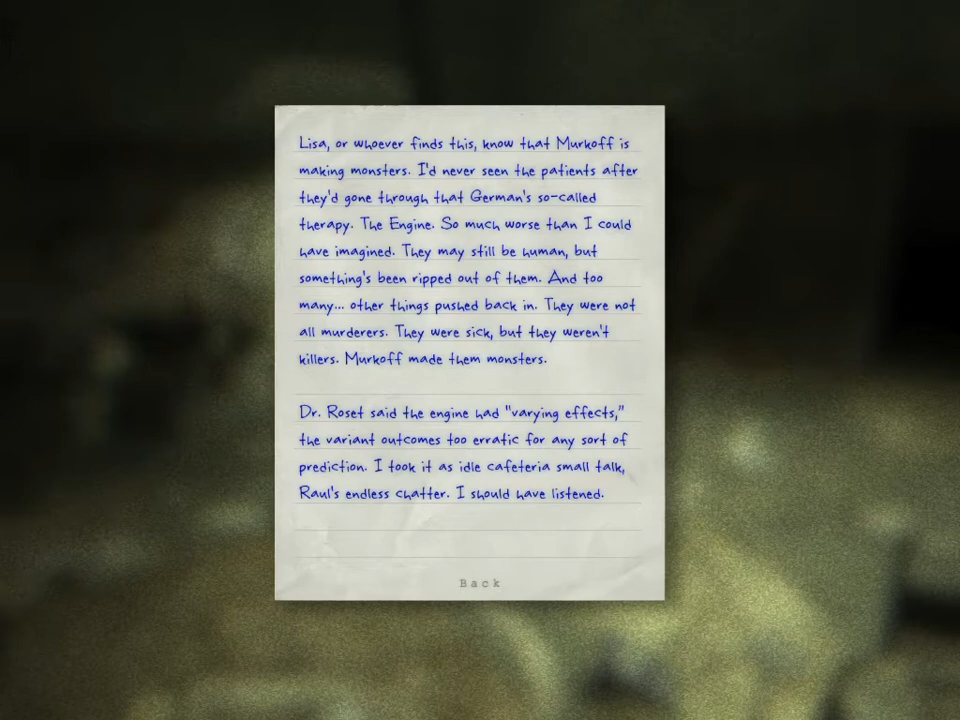 Lisa, or whoever finds this, know that Murkoff is
making monsters. I'd never seen the patients after
they'd gone through that German's so-called
therapy. The Engine. So much worse than I could
have imagined. They may still be human, but
something's been ripped out of them. And too
many... other things pushed back in. They were not
all murderers. They were sick, but they weren't
killers. Murkoff made them monsters.
Dr. Roset said the engine had "varying effects,"
the variant outcomes too erratic for any sort of
prediction. I took it as idle cafeteria small talk,
Raul's endless chatter. I should have listened.
Back